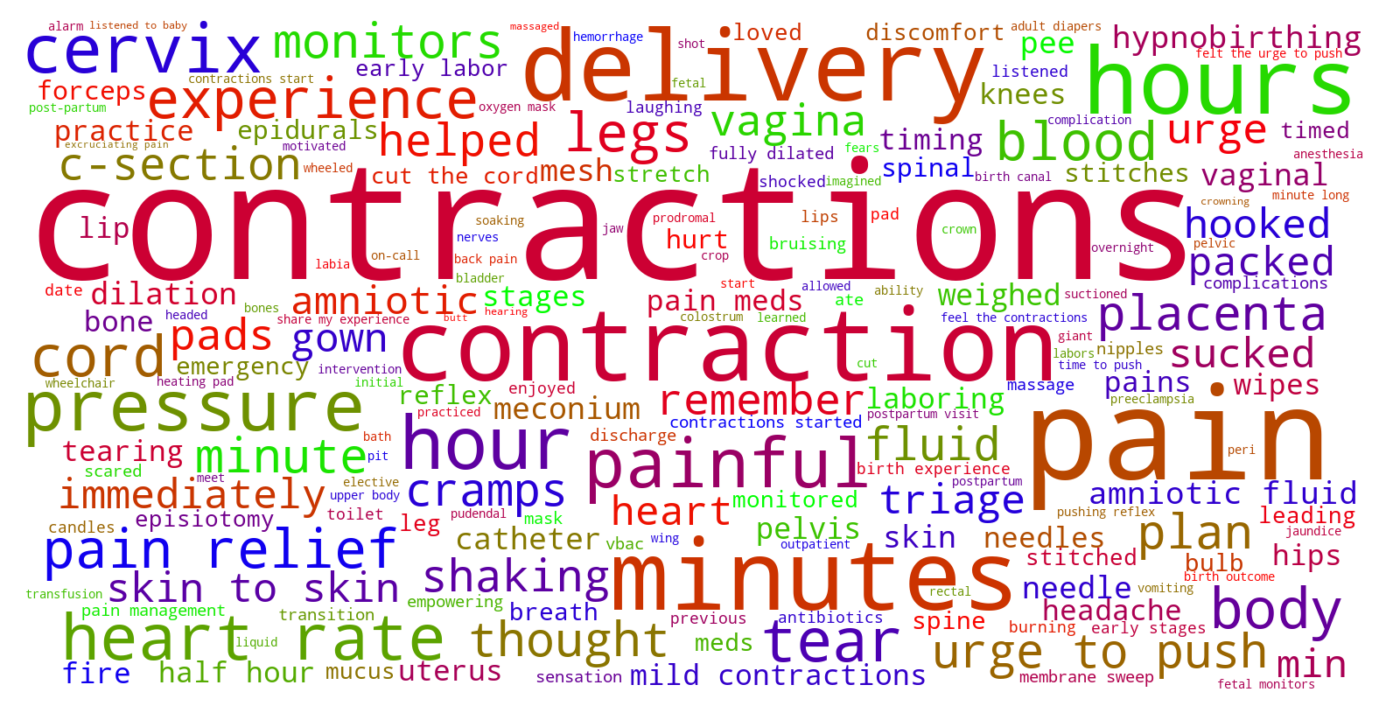 alarm listened to baby massaged hemorrhage loved discomfort adult diapers hypnobirthing
cervix monitors delivery shot pee felt the urge to push
contractions start early labor fetal listened hours
forceps experience oxygen mask laughing knees
post-partum practice epidurals helped legs vagina timing blood complication urge timed
excruciating pain motivated fully dilated fears spinal anesthesia
c-section wheeled cut the cord mesh stretch shocked imagined birth canal stitches vaginal minute long
contractions
lip soaking prodromal lips pad crown crowning hooked
on-call nerves jaw hurt bruising overnight pelvic packed
labia back pain crop complications
date dilation bladder stages start allowed ability weighed suctioned
headed bones amniotic pain meds ate placenta
bone pads share my experience butt hearing colostrum learned feel the contractions giant
gown contraction labors nipples sucked
cord emergency intervention cut time to push
wheelchair heating pad initial reflex enjoyed massage pains preeclampsia wipes
pressure practiced meconium remember laboring postpartum visit pain
tearing bath hour discharge contractions started fluid peri
minute pit painful birth experience
scared meet elective cramps postpartum triage amniotic fluid
immediately upper body heart monitored pushing reflex leading
candles episiotomy toilet leg pudendal mask pelvis skin needles plan jaundice
pain relief catheter vbac wing outpatient stitched bulb hips
birth outcome
transfusion skin to skin shaking minutes rectal needle vomiting body
pain management transition empowering breath previous antibiotics spine headache
heart rate liquid thought meds tear burning early stages
urge to push min
fire half hour mucus uterus sensation mild contractions membrane sweep
fetal monitors